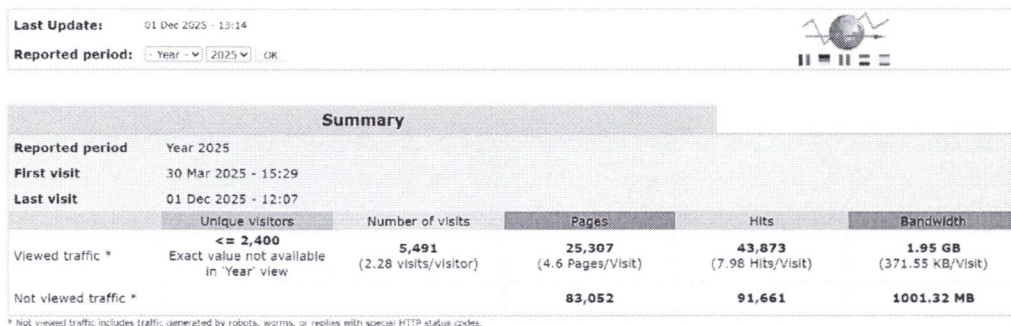 Last Update: 01 Dec 2025 - 13:14
Reported period: - Year - 2025 OK
Summary
Reported period Year 2025
First visit 30 Mar 2025 - 15:29
Last visit 01 Dec 2025 - 12:07
Unique visitors Number of visits Pages Hits Bandwidth
Viewed traffic * <= 2,400 Exact value not available in 'Year' view 5,491 (2.28 visits/visitor) 25,307 (4.6 Pages/Visit) 43,873 (7.98 Hits/Visit) 1.95 GB (371.55 KB/Visit)
Not viewed traffic * 83,052 91,661 1001.32 MB
* Not viewed traffic includes traffic generated by robots, worms, or replies with special HTTP status codes.